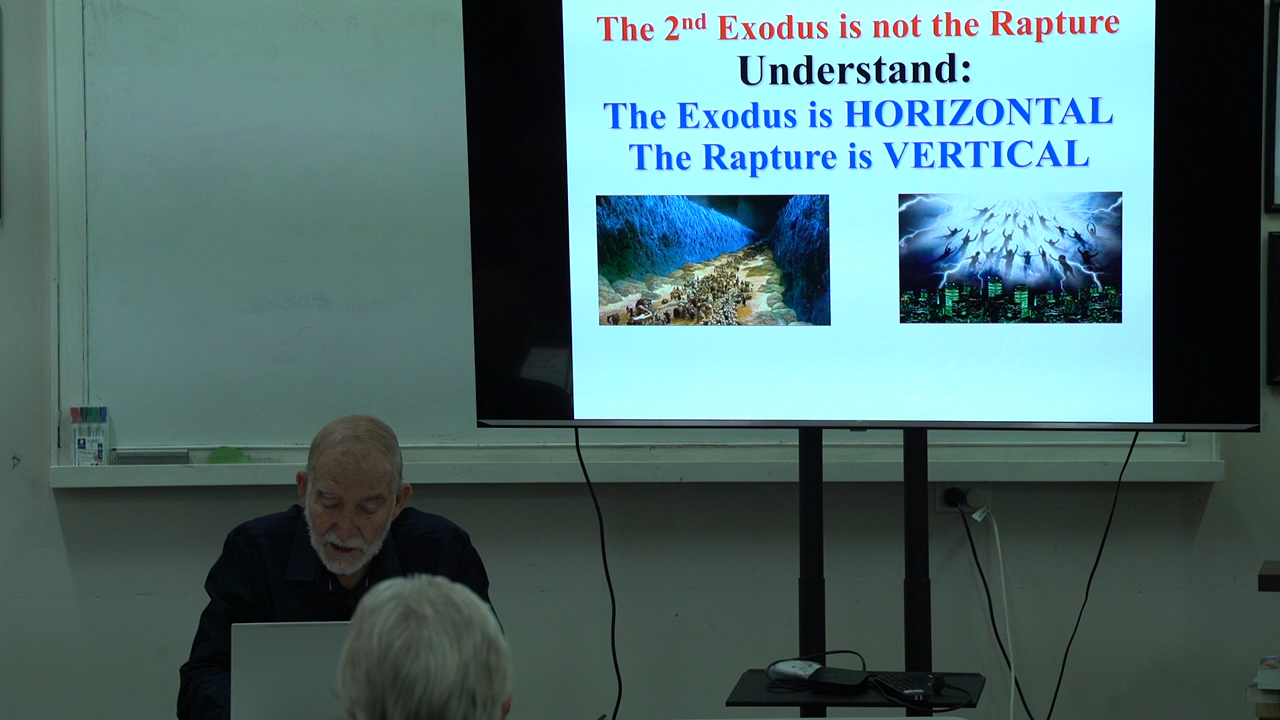 The 2nd Exodus is not the Rapture
Understand:
The Exodus is HORIZONTAL
The Rapture is VERTICAL